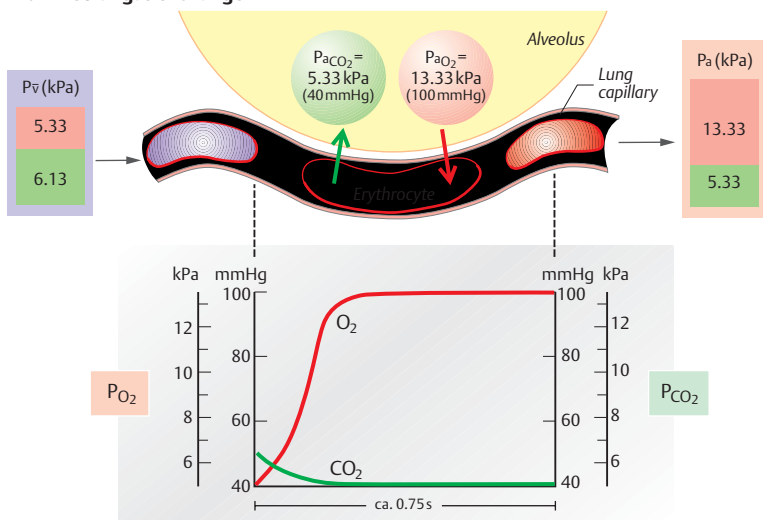 Alveolus
PaCO2 =
5.33 kPa
(40 mmHg)
PaO2 =
13.33 kPa
(100 mmHg)
Lung
capillary
Pv̄ (kPa)
5.33
6.13
Pa (kPa)
13.33
5.33
Erythrocyte
kPa mmHg
mmHg kPa
100
12
80
10
8
60
6
40
100
12
80
10
8
60
6
40
PO2
PCO2
O2
CO2
ca. 0.75 s